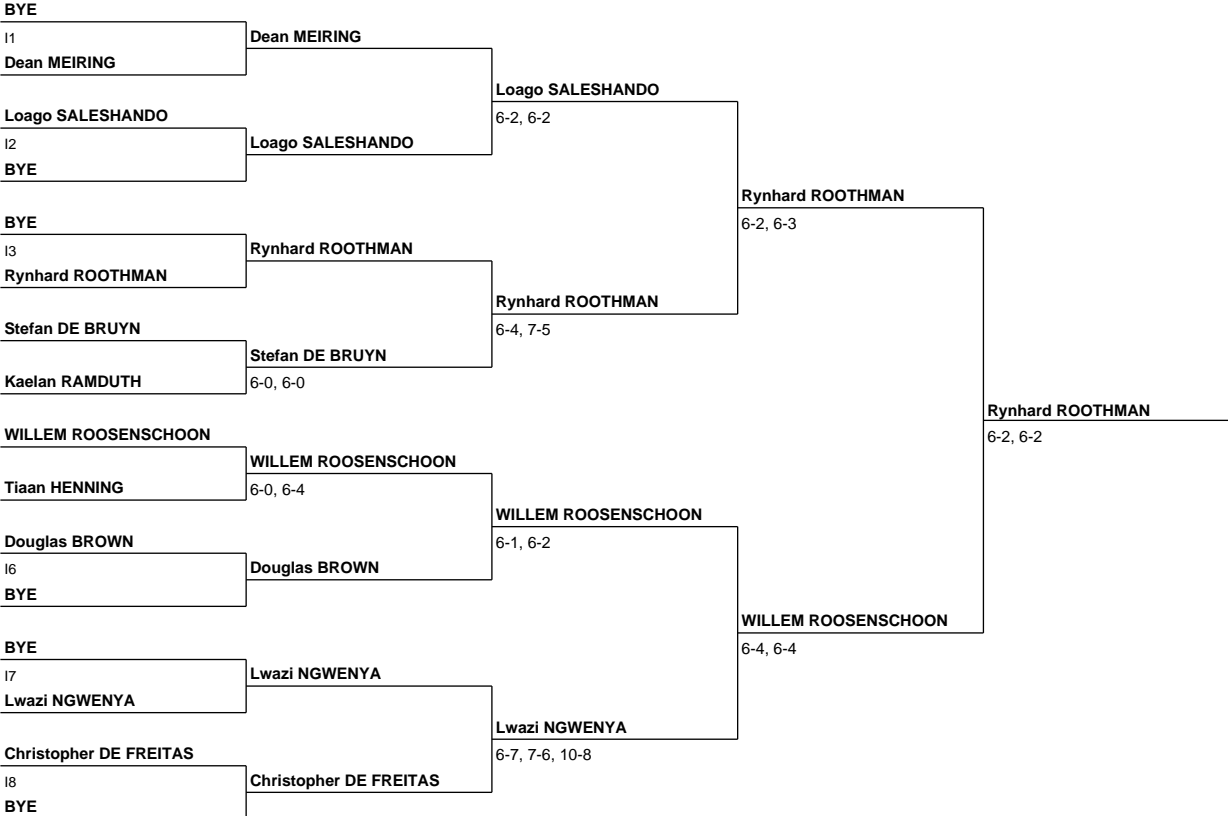 BYE
I1
Dean MEIRING
Dean MEIRING
Loago SALESHANDO
6-2, 6-2
Loago SALESHANDO
I2
BYE
Loago SALESHANDO
Rynhard ROOTHMAN
6-2, 6-3
BYE
I3
Rynhard ROOTHMAN
Rynhard ROOTHMAN
Rynhard ROOTHMAN
6-4, 7-5
Stefan DE BRUYN
Kaelan RAMDUTH
Stefan DE BRUYN
6-0, 6-0
Rynhard ROOTHMAN
6-2, 6-2
WILLEM ROOSENSCHOON
Tiaan HENNING
WILLEM ROOSENSCHOON
6-0, 6-4
WILLEM ROOSENSCHOON
6-1, 6-2
Douglas BROWN
I6
BYE
Douglas BROWN
WILLEM ROOSENSCHOON
6-4, 6-4
BYE
I7
Lwazi NGWENYA
Lwazi NGWENYA
Lwazi NGWENYA
6-7, 7-6, 10-8
Christopher DE FREITAS
I8
BYE
Christopher DE FREITAS